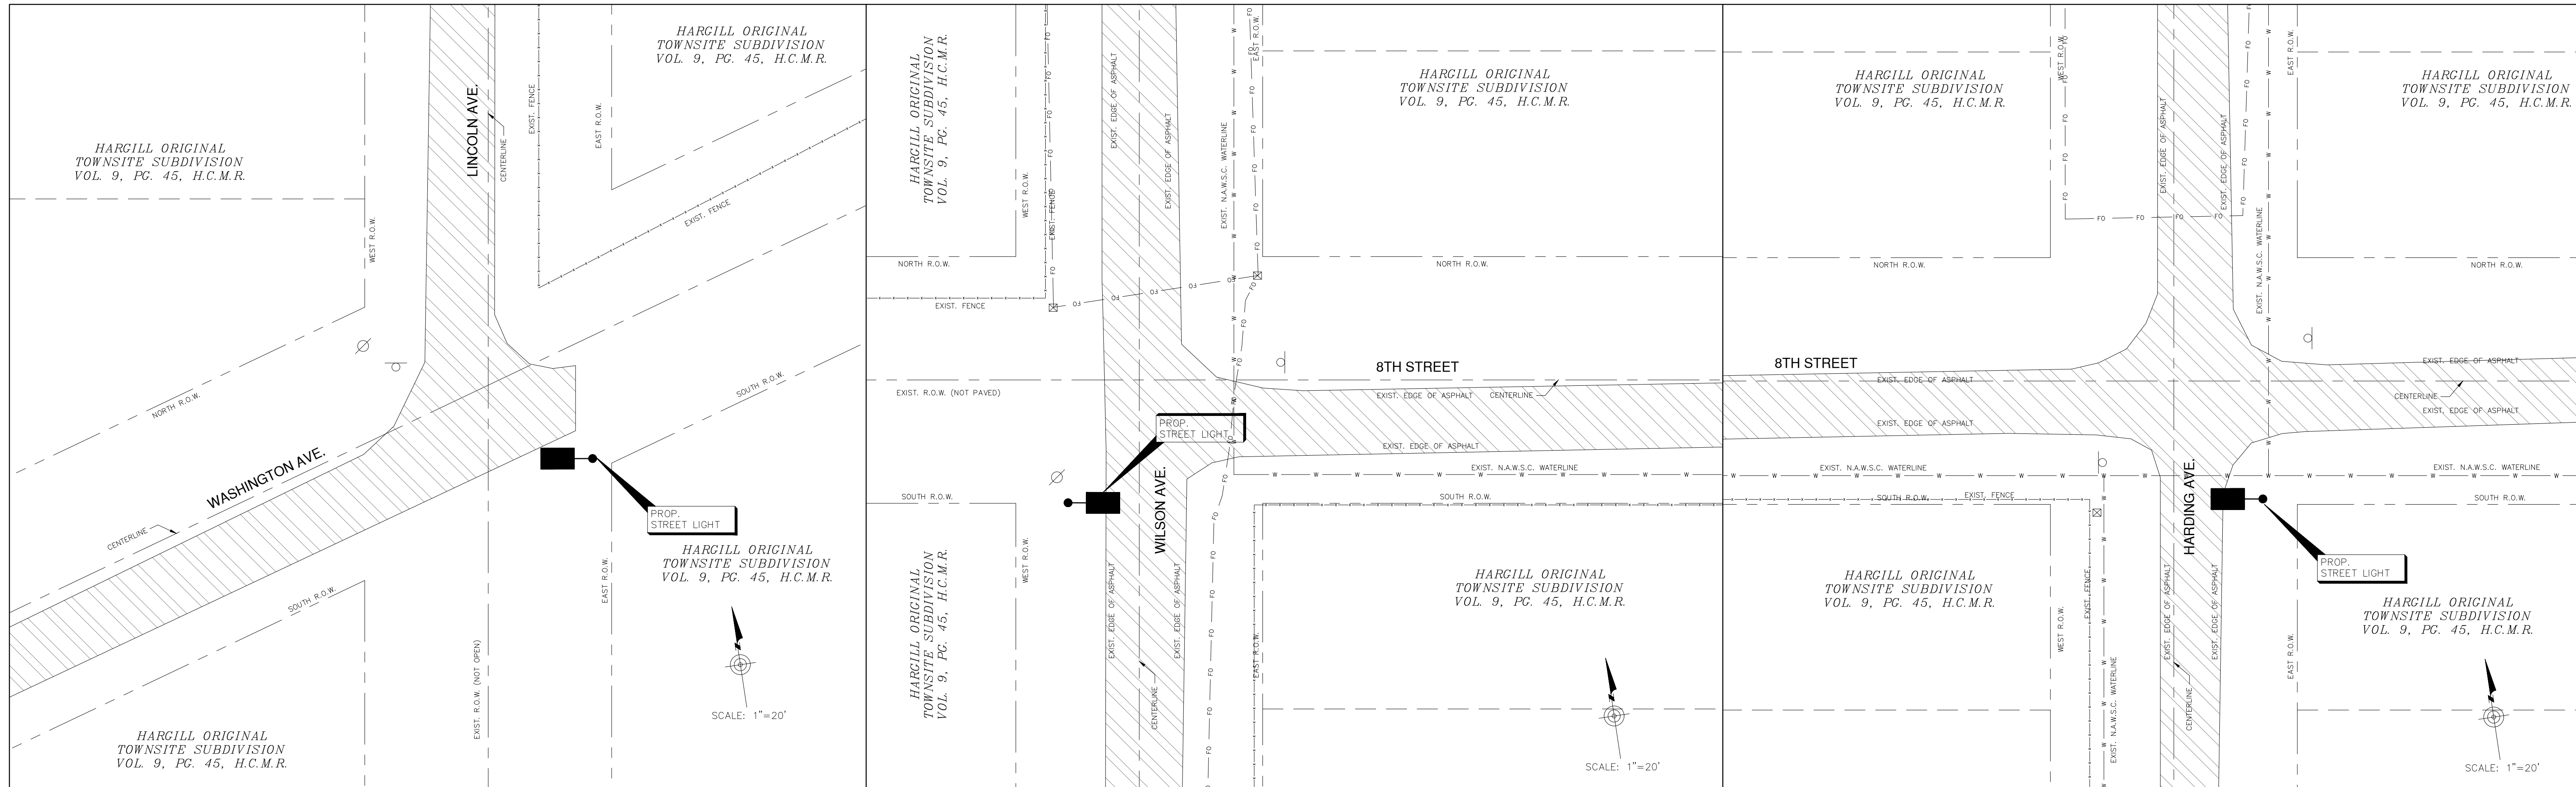 HARGILL ORIGINAL
TOWNSITE SUBDIVISION
VOL. 9, PG. 45, H.C.M.R.
LINCOLN AVE.
CENTERLINE
EXIST. FENCE
EAST R.O.W.
HARGILL ORIGINAL
TOWNSITE SUBDIVISION
VOL. 9, PG. 45, H.C.M.R.
WEST R.O.W.
EXIST. FENCE
NORTH R.O.W.
SOUTH R.O.W.
WASHINGTON AVE.
CENTERLINE
PROP.
STREET LIGHT
HARGILL ORIGINAL
TOWNSITE SUBDIVISION
VOL. 9, PG. 45, H.C.M.R.
SOUTH R.O.W.
EAST R.O.W.
EXIST. R.O.W. (NOT OPEN)
HARGILL ORIGINAL
TOWNSITE SUBDIVISION
VOL. 9, PG. 45, H.C.M.R.
N
SCALE: 1"=20'
HARGILL ORIGINAL
TOWNSITE SUBDIVISION
VOL. 9, PG. 45, H.C.M.R.
WEST R.O.W.
EXIST. FENCE
EXIST. EDGE OF ASPHALT
EXIST. EDGE OF ASPHALT
EXIST. N.A.W.S.C. WATERLINE
EAST R.O.W.
HARGILL ORIGINAL
TOWNSITE SUBDIVISION
VOL. 9, PG. 45, H.C.M.R.
NORTH R.O.W.
NORTH R.O.W.
EXIST. FENCE
FO FO FO FO FO
8TH STREET
EXIST. R.O.W. (NOT PAVED)
EXIST. EDGE OF ASPHALT
CENTERLINE
PROP.
STREET LIGHT
EXIST. EDGE OF ASPHALT
EXIST. N.A.W.S.C. WATERLINE
W W W W W W W W W W
SOUTH R.O.W.
SOUTH R.O.W.
WILSON AVE.
HARGILL ORIGINAL
TOWNSITE SUBDIVISION
VOL. 9, PG. 45, H.C.M.R.
WEST R.O.W.
EXIST. EDGE OF ASPHALT
EXIST. EDGE OF ASPHALT
CENTERLINE
EAST R.O.W.
HARGILL ORIGINAL
TOWNSITE SUBDIVISION
VOL. 9, PG. 45, H.C.M.R.
N
SCALE: 1"=20'
HARGILL ORIGINAL
TOWNSITE SUBDIVISION
VOL. 9, PG. 45, H.C.M.R.
WEST R.O.W.
EXIST. EDGE OF ASPHALT
EXIST. EDGE OF ASPHALT
EXIST. N.A.W.S.C. WATERLINE
EAST R.O.W.
HARGILL ORIGINAL
TOWNSITE SUBDIVISION
VOL. 9, PG. 45, H.C.M.R.
FO FO FO FO
NORTH R.O.W.
NORTH R.O.W.
8TH STREET
EXIST. EDGE OF ASPHALT
EXIST. EDGE OF ASPHALT
CENTERLINE
EXIST. EDGE OF ASPHALT
EXIST. EDGE OF ASPHALT
EXIST. N.A.W.S.C. WATERLINE
EXIST. N.A.W.S.C. WATERLINE
SOUTH R.O.W.
EXIST. FENCE
SOUTH R.O.W.
HARDING AVE.
PROP.
STREET LIGHT
HARGILL ORIGINAL
TOWNSITE SUBDIVISION
VOL. 9, PG. 45, H.C.M.R.
WEST R.O.W.
EXIST. FENCE
EXIST. N.A.W.S.C. WATERLINE
EXIST. EDGE OF ASPHALT
EXIST. EDGE OF ASPHALT
CENTERLINE
EAST R.O.W.
HARGILL ORIGINAL
TOWNSITE SUBDIVISION
VOL. 9, PG. 45, H.C.M.R.
N
SCALE: 1"=20'